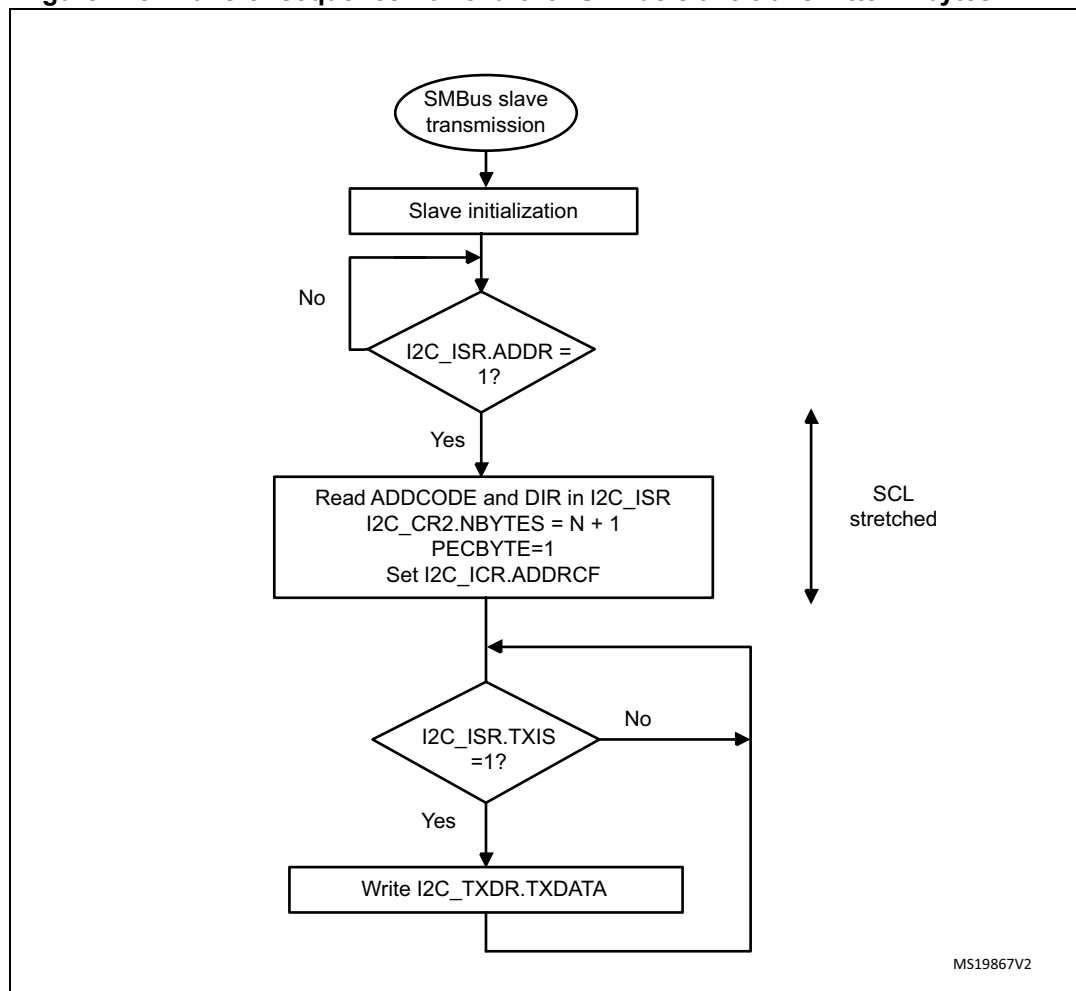 SMBus slave
transmission
Slave initialization
No
I2C_ISR.ADDR =
1?
Yes
Read ADDCODE and DIR in I2C_ISR
I2C_CR2.NBYTES = N + 1
PECBYTE=1
Set I2C_ICR.ADDRCF
SCL
stretched
I2C_ISR.TXIS
=1?
No
Yes
Write I2C_TXDR.TXDATA
MS19867V2